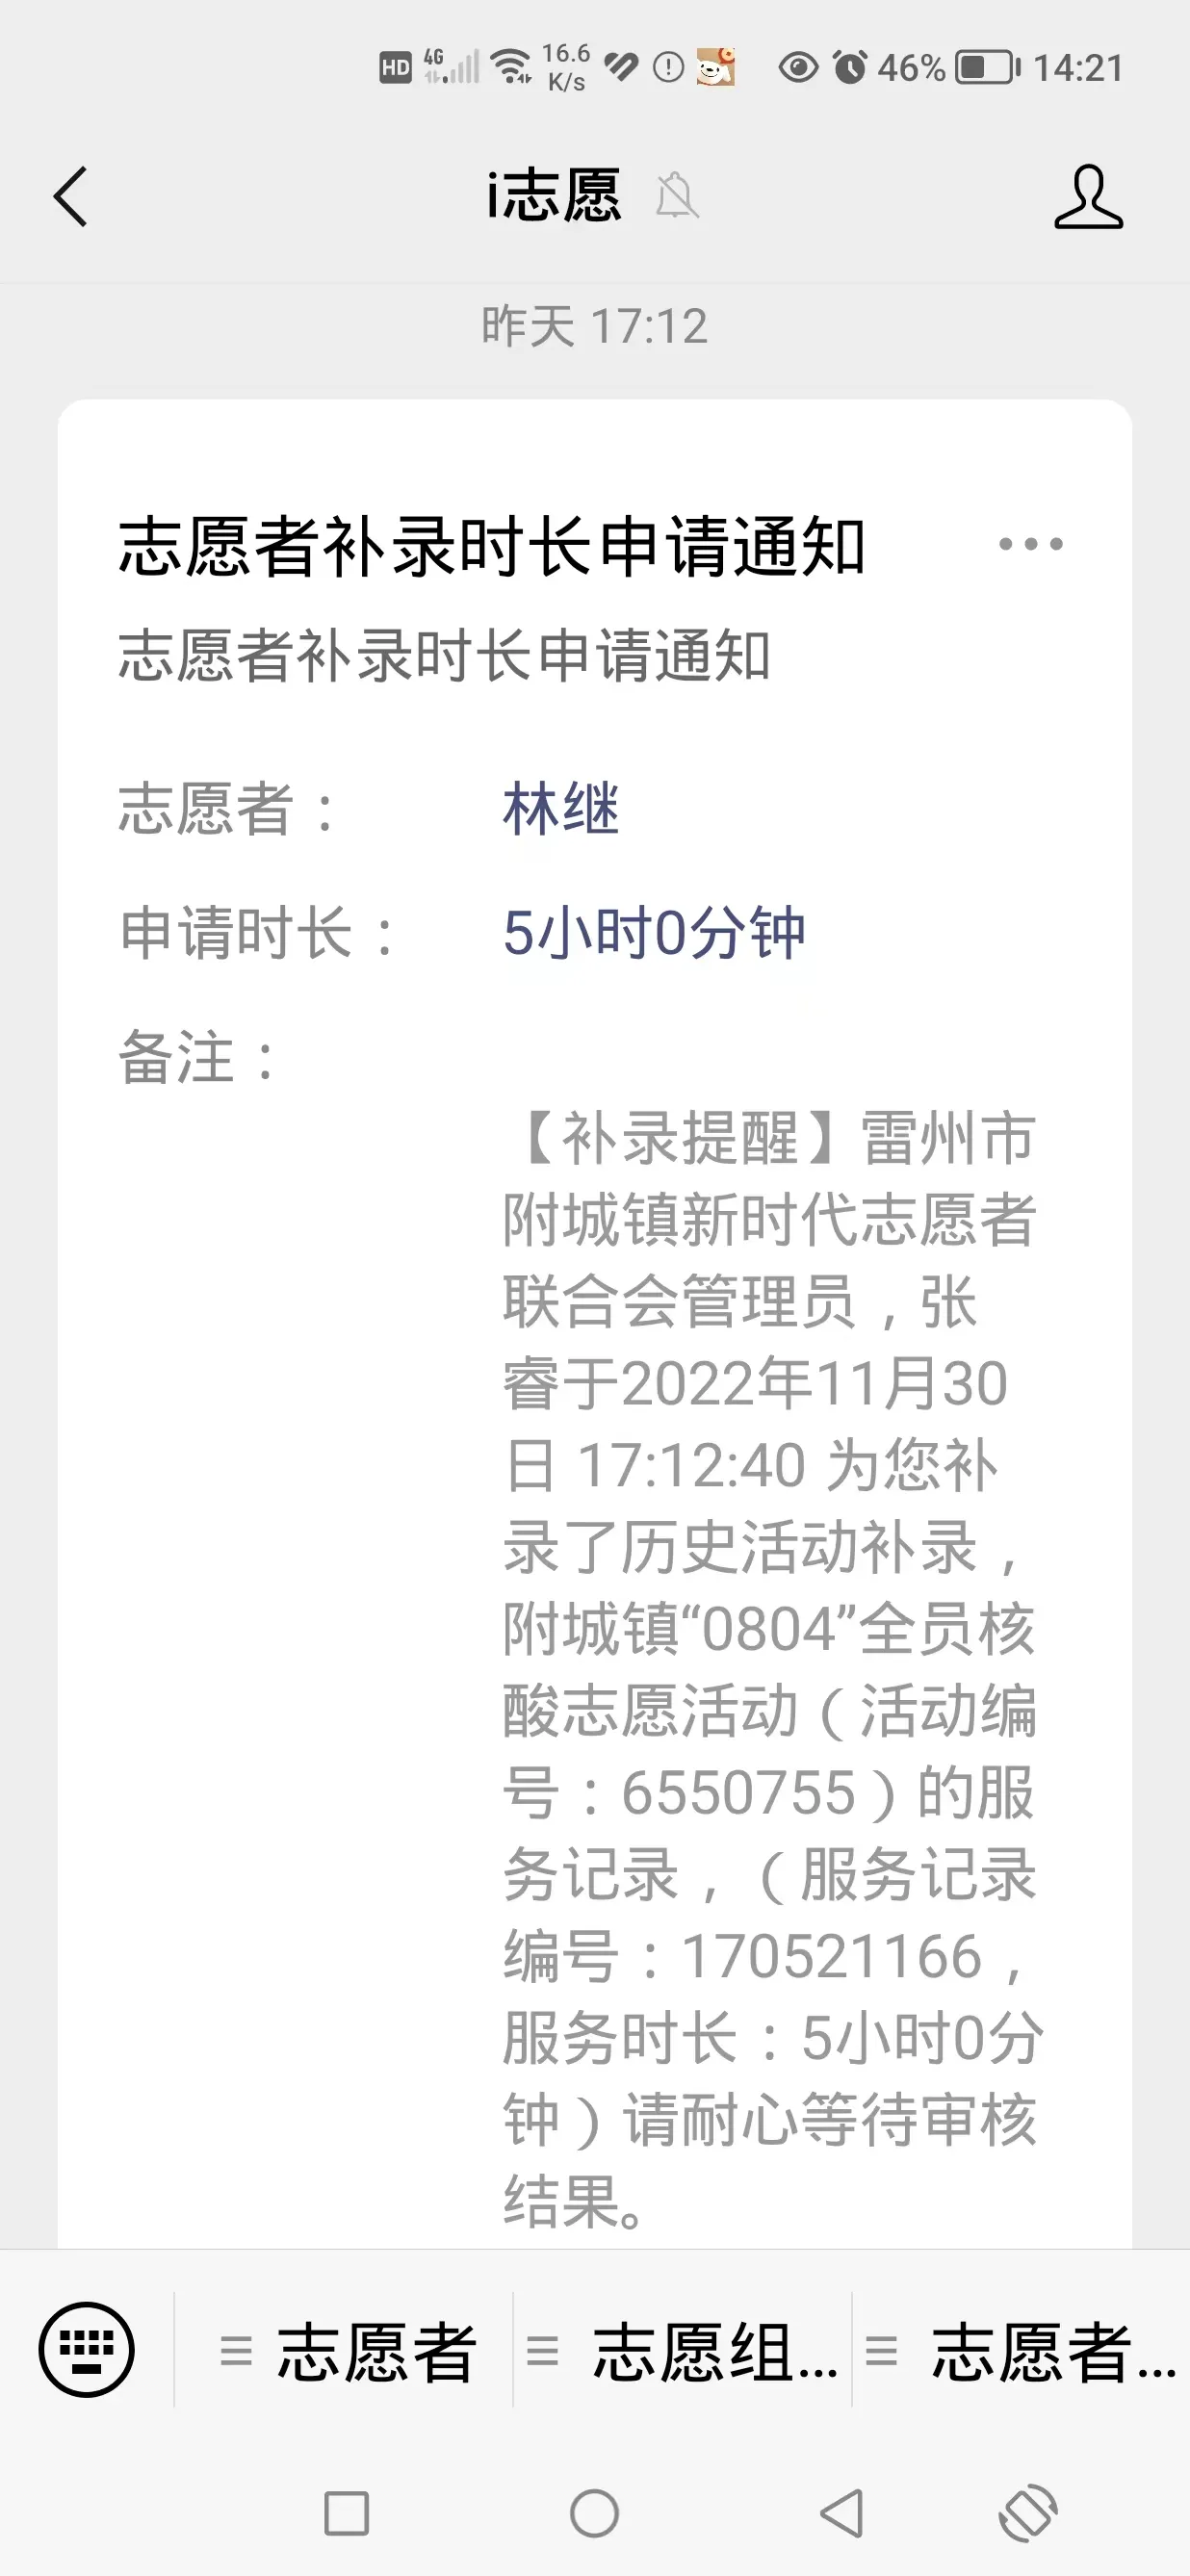 HD 4G 16.6 K/s 46% 14:21
i志愿
昨天 17:12
志愿者补录时长申请通知
志愿者补录时长申请通知
志愿者： 林继
申请时长： 5小时0分钟
备注：
【补录提醒】雷州市
附城镇新时代志愿者
联合会管理员，张
睿于2022年11月30
日 17:12:40 为您补
录了历史活动补录，
附城镇“0804”全员核
酸志愿活动（活动编
号：6550755）的服
务记录，（服务记录
编号：170521166，
服务时长：5小时0分
钟）请耐心等待审核
结果。
志愿者 志愿组... 志愿者...